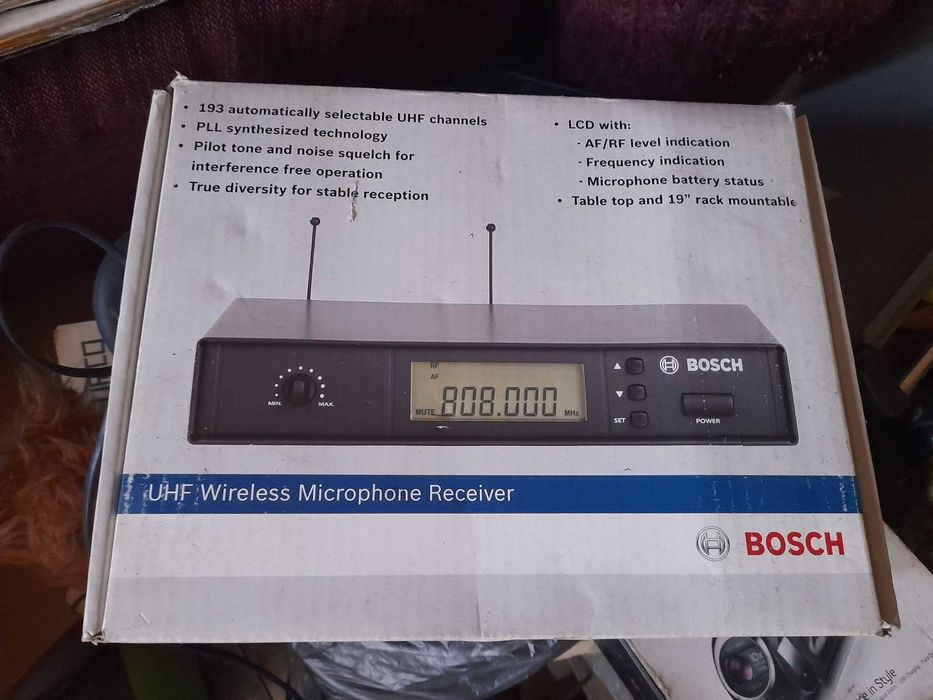 • 193 automatically selectable UHF channels
• PLL synthesized technology
• Pilot tone and noise squelch for
interference free operation
• True diversity for stable reception
• LCD with:
- AF/RF level indication
- Frequency indication
- Microphone battery status
• Table top and 19” rack mountable
RF
AF
MUTE 808.000 MHz
MIN. MAX.
▲
▼
SET
BOSCH
POWER
UHF Wireless Microphone Receiver
BOSCH
in Style